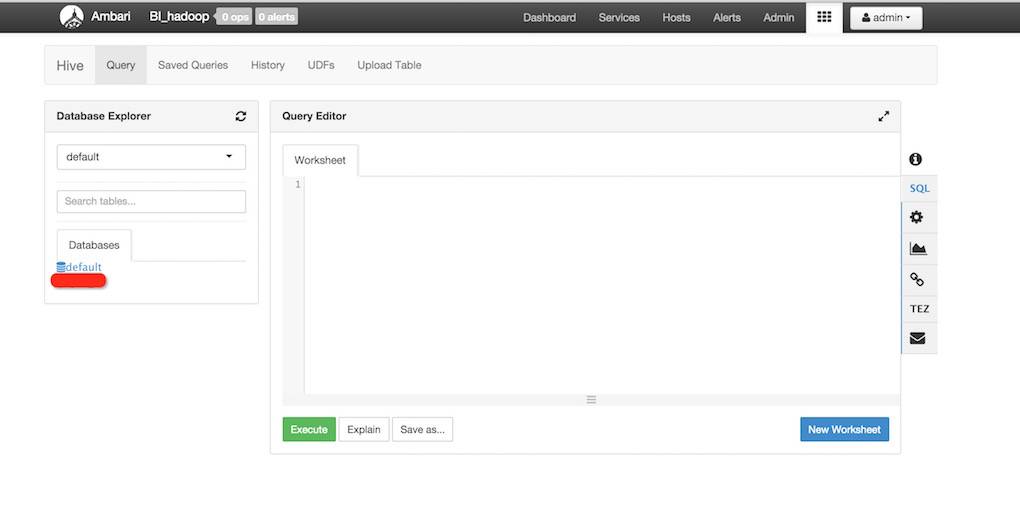 Ambari BI_hadoop 0 ops 0 alerts Dashboard Services Hosts Alerts Admin admin
Hive Query Saved Queries History UDFs Upload Table
Database Explorer
default
Search tables...
Databases
default
Query Editor
Worksheet
1
Execute Explain Save as... New Worksheet
SQL
TEZ